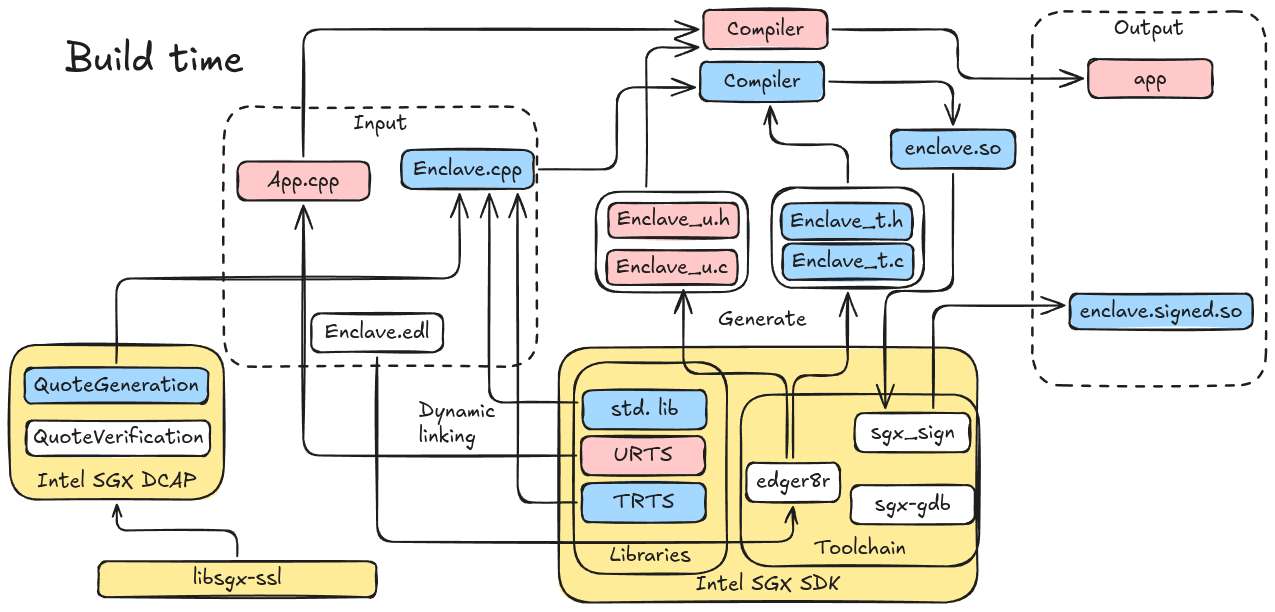 Build time
Compiler
Compiler
Output
app
Input
App.cpp
Enclave.cpp
enclave.so
Enclave_u.h
Enclave_u.c
Enclave_t.h
Enclave_t.c
Generate
enclave.signed.so
Enclave.edl
QuoteGeneration
QuoteVerification
Intel SGX DCAP
Dynamic
linking
std. lib
URTS
TRTS
Libraries
sgx_sign
edger8r
sgx-gdb
Toolchain
Intel SGX SDK
libsgx-ssl